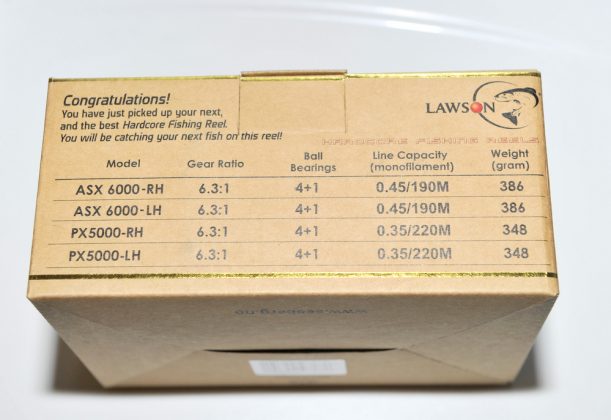 Congratulations!
You have just picked up your next,
and the best Hardcore Fishing Reel.
You will be catching your next fish on this reel!
LAWSON
HARDCORE FISHING REELS
Model Gear Ratio Ball Bearings Line Capacity (monofilament) Weight (gram)
ASX 6000-RH 6.3:1 4+1 0.45/190M 386
ASX 6000-LH 6.3:1 4+1 0.45/190M 386
PX5000-RH 6.3:1 4+1 0.35/220M 348
PX5000-LH 6.3:1 4+1 0.35/220M 348